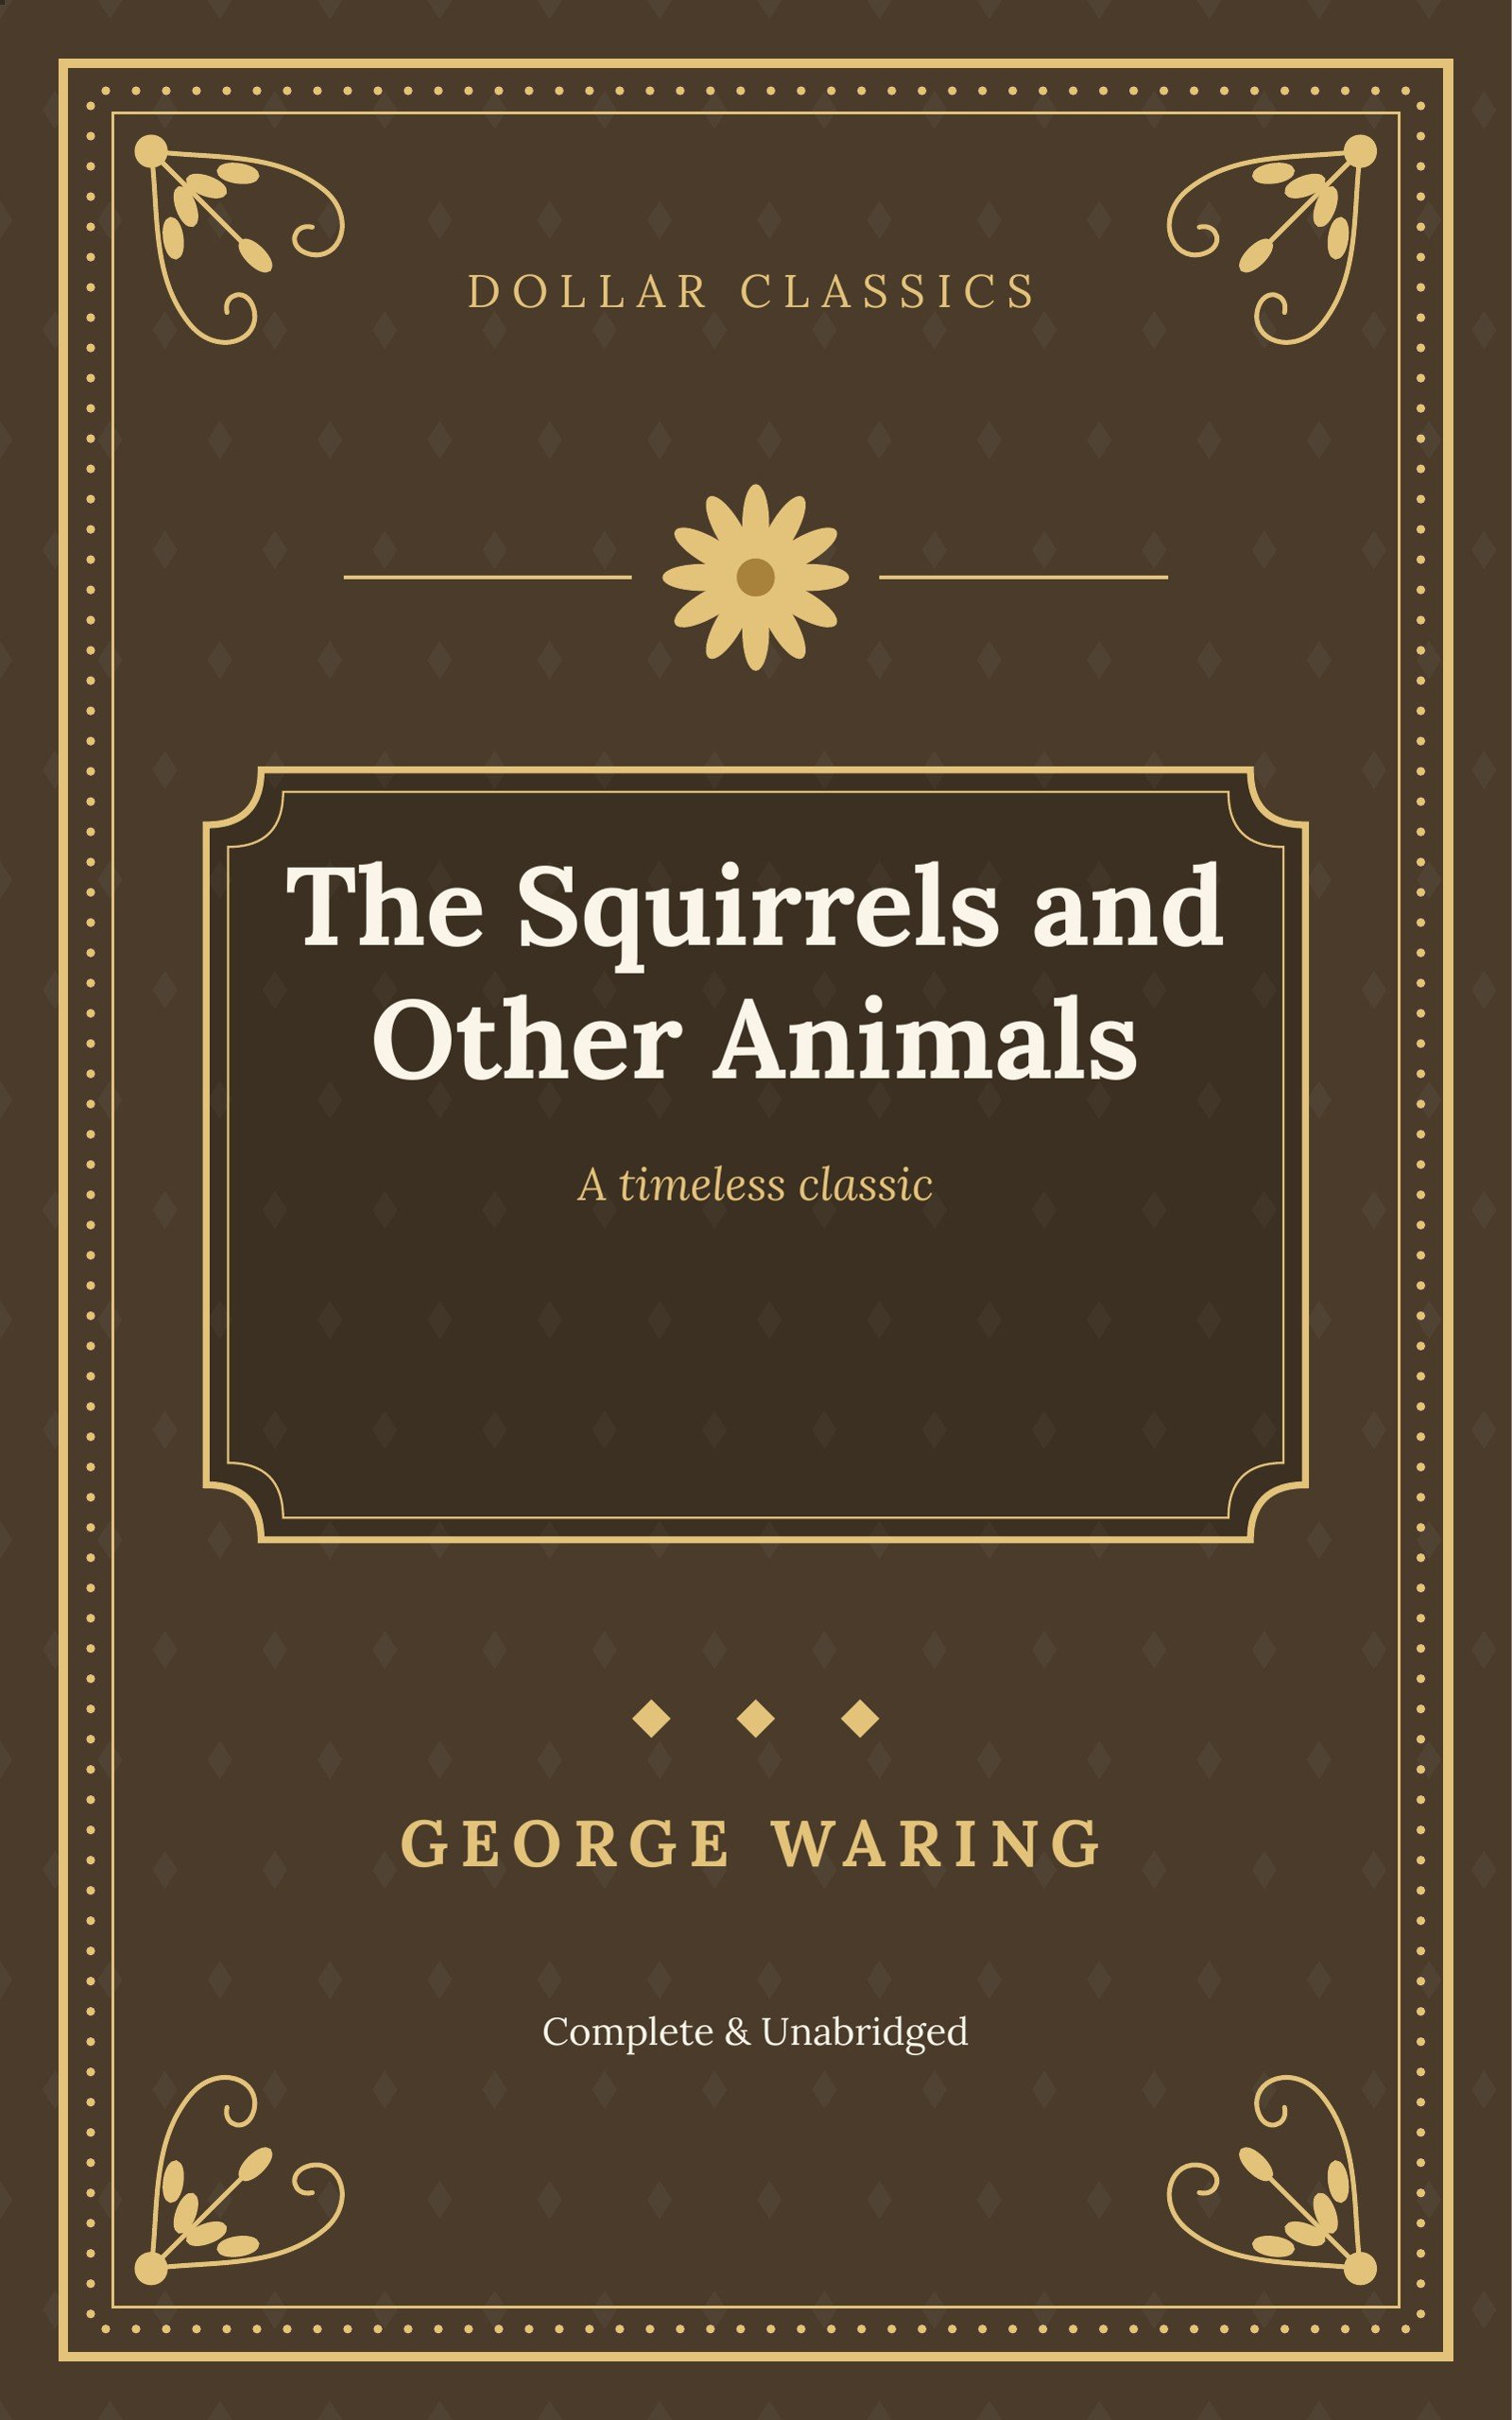 DOLLAR CLASSICS
The Squirrels and
Other Animals
A timeless classic
GEORGE WARING
Complete & Unabridged